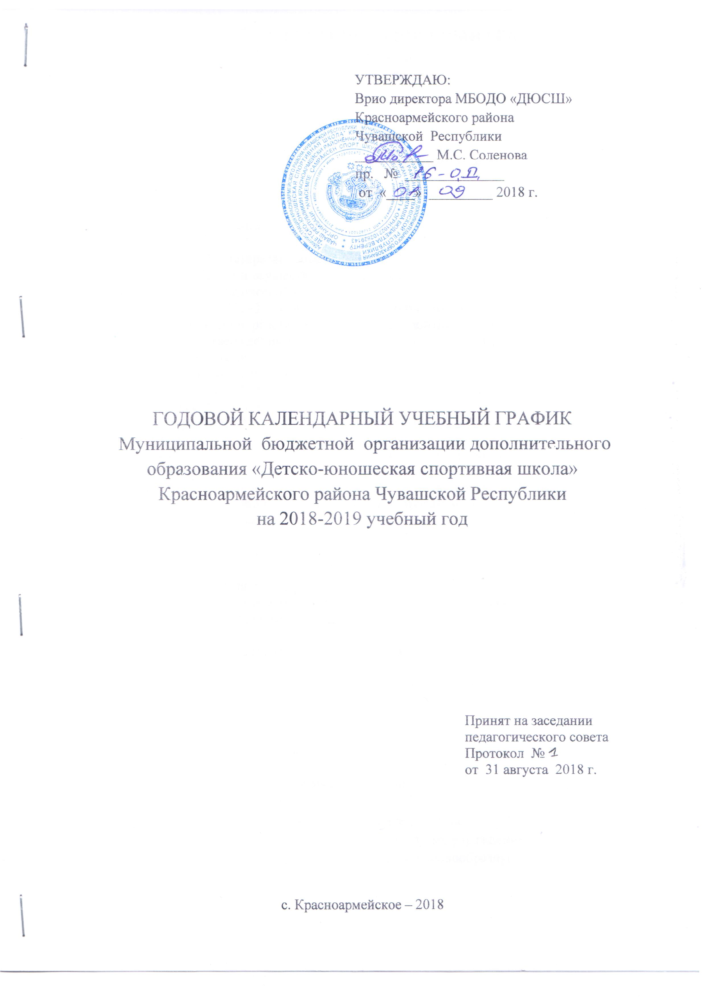 УТВЕРЖДАЮ:
Врио директора МБОДО «ДЮСШ»
Красноармейского района
Чувашской Республики
____________ М.С. Соленова
пр. № 16-О.Д.
от «01» 09 2018 г.
ГОДОВОЙ КАЛЕНДАРНЫЙ УЧЕБНЫЙ ГРАФИК
Муниципальной бюджетной организации дополнительного
образования «Детско-юношеская спортивная школа»
Красноармейского района Чувашской Республики
на 2018-2019 учебный год
Принят на заседании
педагогического совета
Протокол № 1
от 31 августа 2018 г.
с. Красноармейское – 2018